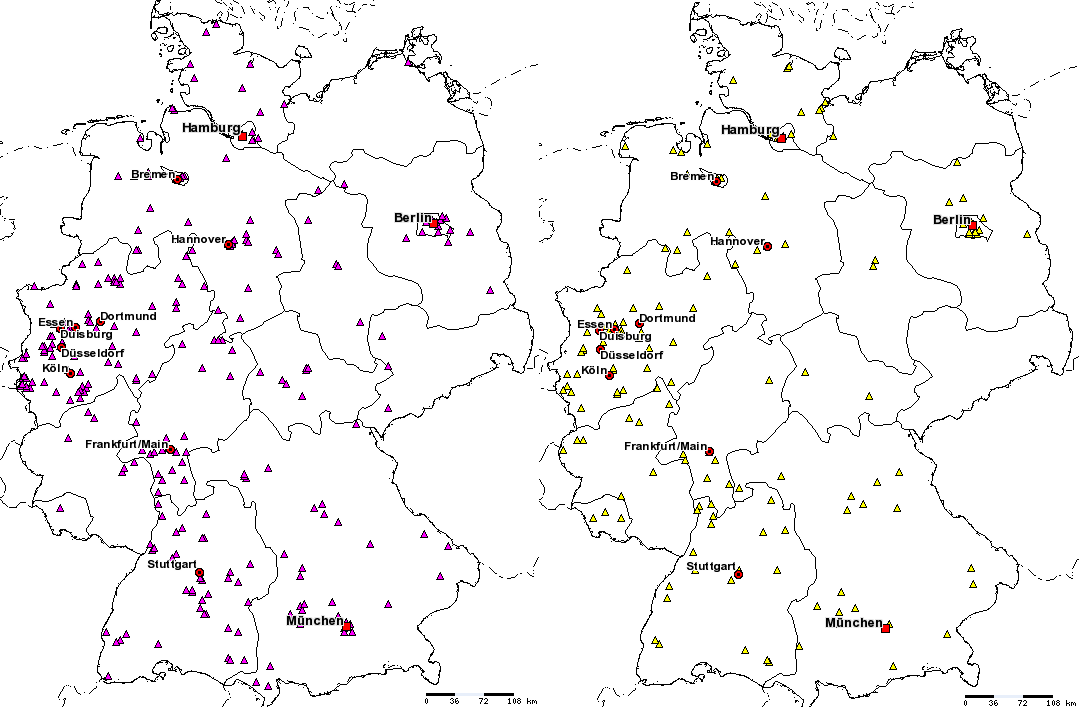 Hamburg
Bremen
Berlin
Hannover
Dortmund
Essen
Duisburg
Düsseldorf
Köln
Frankfurt/Main
Stuttgart
München
0 36 72 108 km
Hamburg
Bremen
Berlin
Hannover
Dortmund
Essen
Duisburg
Düsseldorf
Köln
Frankfurt/Main
Stuttgart
München
0 36 72 108 km